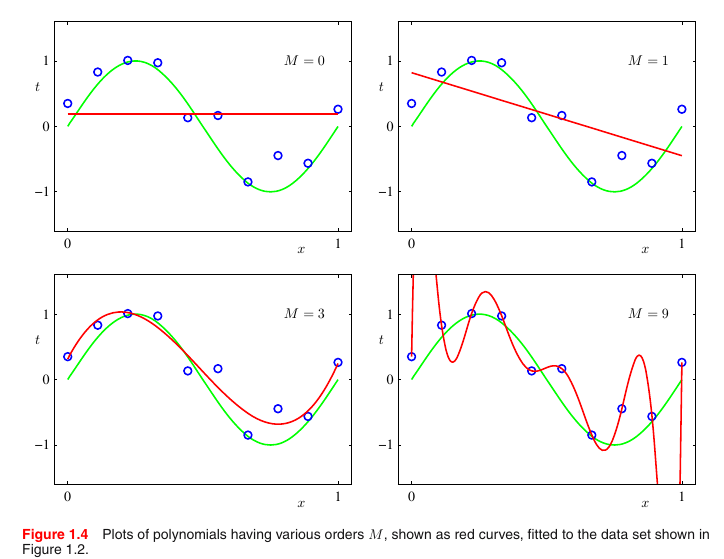 M = 0
1
t
0
−1
0
x
1
M = 1
1
t
0
−1
0
x
1
M = 3
1
t
0
−1
0
x
1
M = 9
1
t
0
−1
0
x
1
Figure 1.4 Plots of polynomials having various orders M, shown as red curves, fitted to the data set shown in
Figure 1.2.